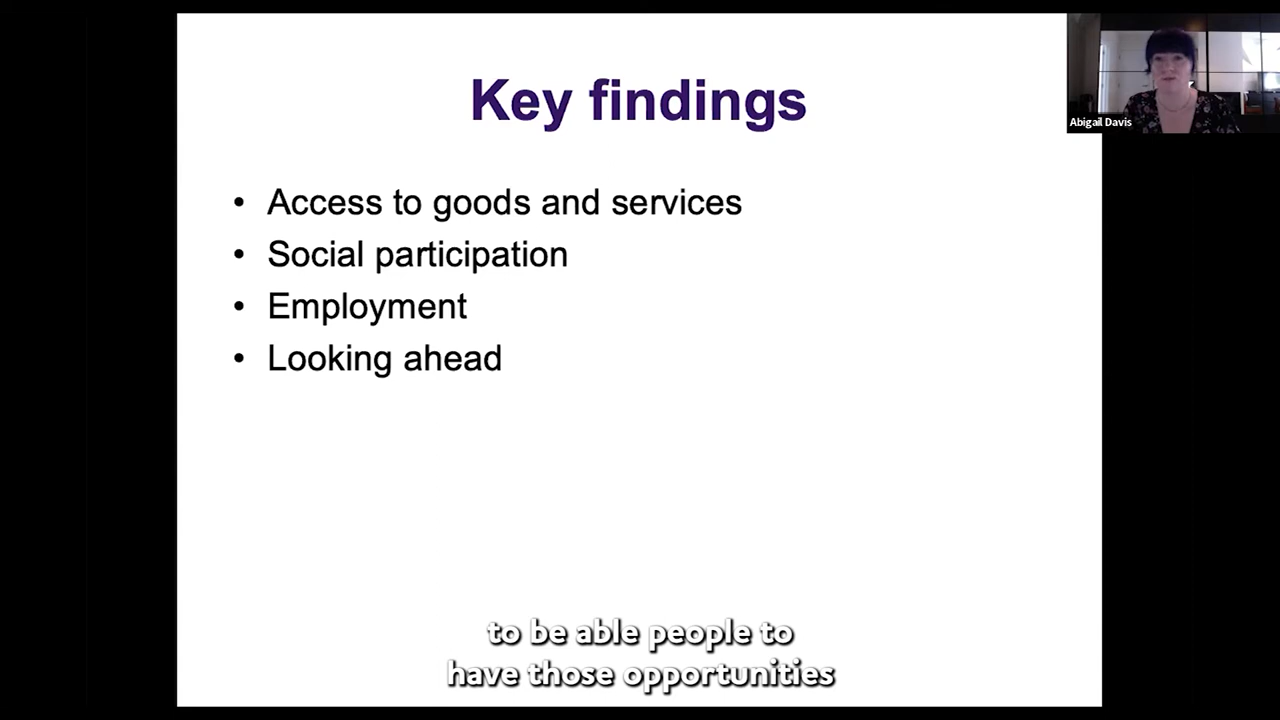 Key findings
Abigail Davis
• Access to goods and services
• Social participation
• Employment
• Looking ahead
to be able people to
have those opportunities